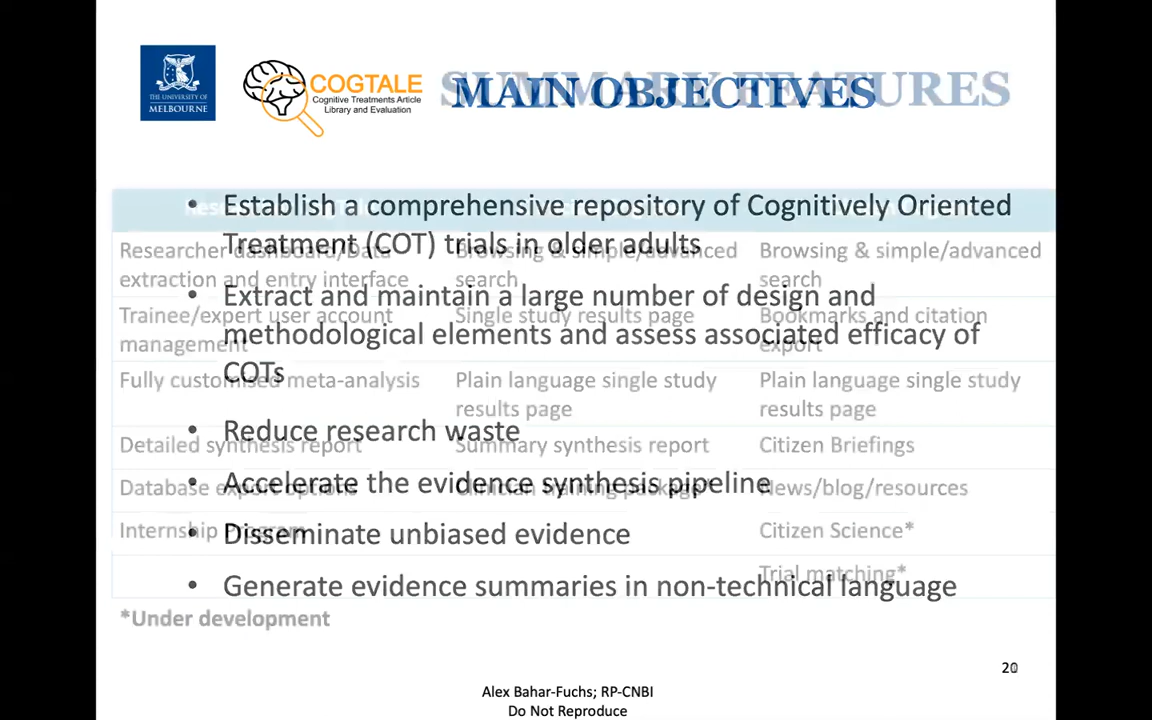 THE UNIVERSITY OF
MELBOURNE
COGTALE
Cognitive Treatments Article
Library and Evaluation
MAIN OBJECTIVES
SUMMARY FEATURES
• Establish a comprehensive repository of Cognitively Oriented
Treatment (COT) trials in older adults
• Extract and maintain a large number of design and
methodological elements and assess associated efficacy of
COTs
• Reduce research waste
• Accelerate the evidence synthesis pipeline
• Disseminate unbiased evidence
• Generate evidence summaries in non-technical language
Researcher dashboard/Data
extraction and entry interface
Browsing & simple/advanced
search
Browsing & simple/advanced
search
Trainee/expert user account
management
Single study results page
Bookmarks and citation
export
Fully customised meta-analysis
Plain language single study
results page
Plain language single study
results page
Detailed synthesis report
Summary synthesis report
Citizen Briefings
Database export options
News/blog/resources
Internship Program
Citizen Science*
Trial matching*
*Under development
Alex Bahar-Fuchs; RP-CNBI
Do Not Reproduce